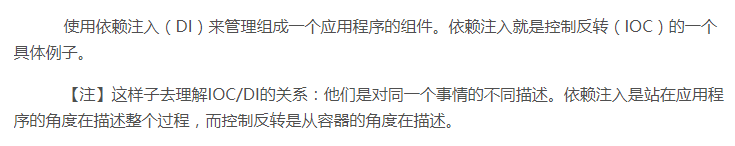 使用依赖注入（DI）来管理组成一个应用程序的组件。依赖注入就是控制反转（IOC）的一个
具体例子。
【注】这样子去理解IOC/DI的关系：他们是对同一个事情的不同描述。依赖注入是站在应用程
序的角度在描述整个过程，而控制反转是从容器的角度在描述。